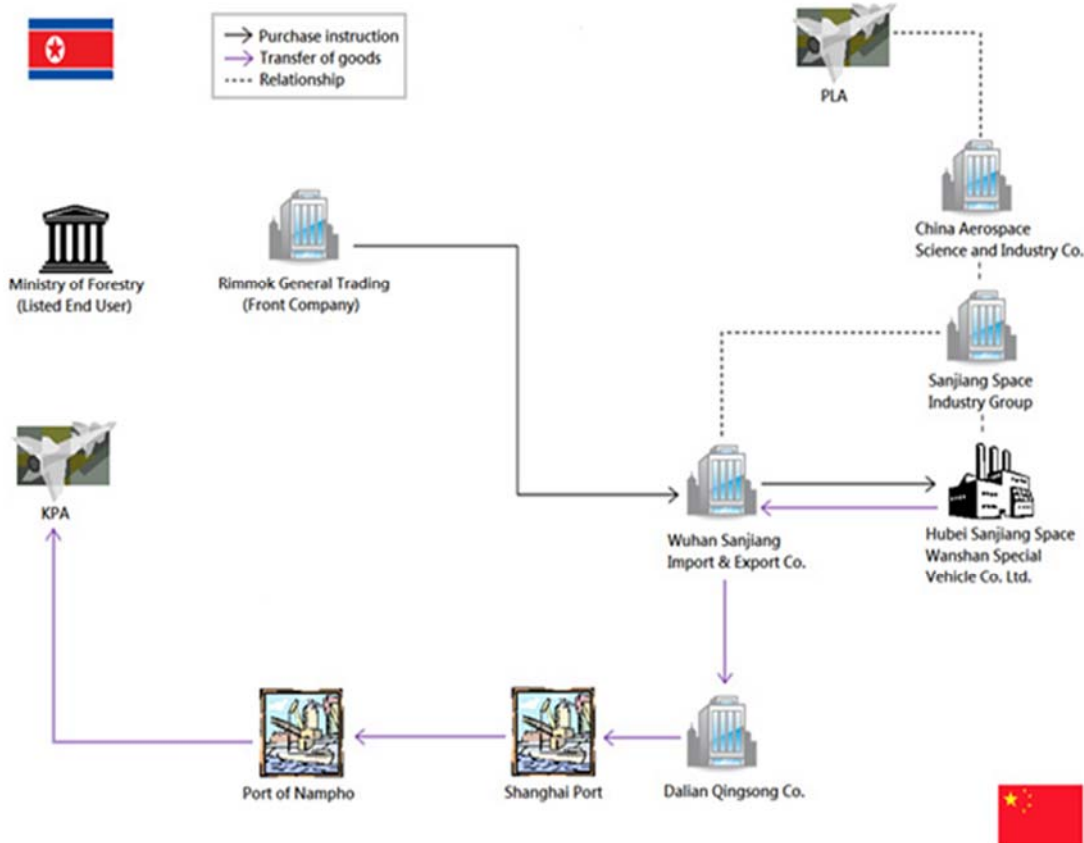 Purchase instruction
Transfer of goods
Relationship
PLA
China Aerospace
Science and Industry Co.
Ministry of Forestry
(Listed End User)
Rimmok General Trading
(Front Company)
Sanjiang Space
Industry Group
KPA
Wuhan Sanjiang
Import & Export Co.
Hubei Sanjiang Space
Wanshan Special
Vehicle Co. Ltd.
Port of Nampho
Shanghai Port
Dalian Qingsong Co.